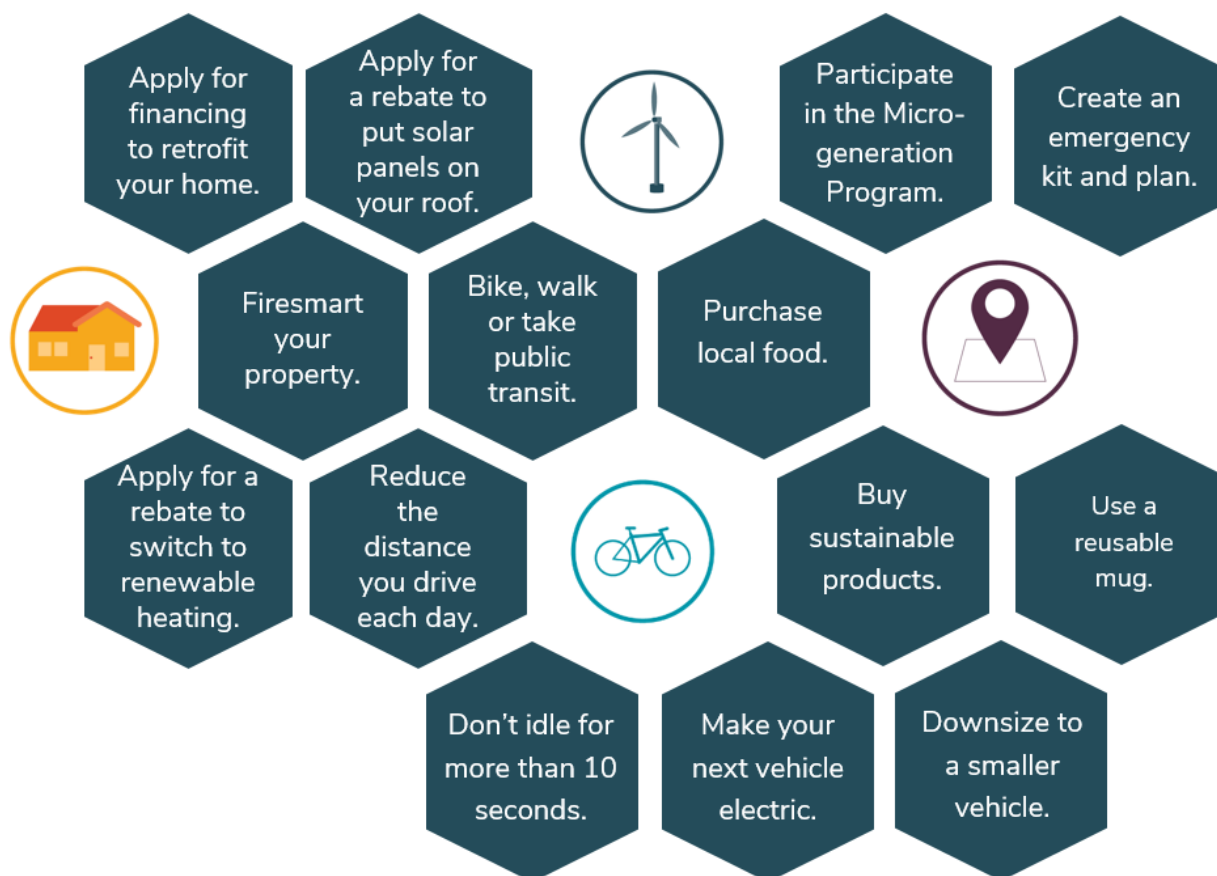 Apply for
financing
to retrofit
your home.
Apply for
a rebate to
put solar
panels on
your roof.
Participate
in the Micro-
generation
Program.
Create an
emergency
kit and plan.
Firesmart
your
property.
Bike, walk
or take
public
transit.
Purchase
local food.
Apply for a
rebate to
switch to
renewable
heating.
Reduce
the
distance
you drive
each day.
Buy
sustainable
products.
Use a
reusable
mug.
Don’t idle for
more than 10
seconds.
Make your
next vehicle
electric.
Downsize to
a smaller
vehicle.